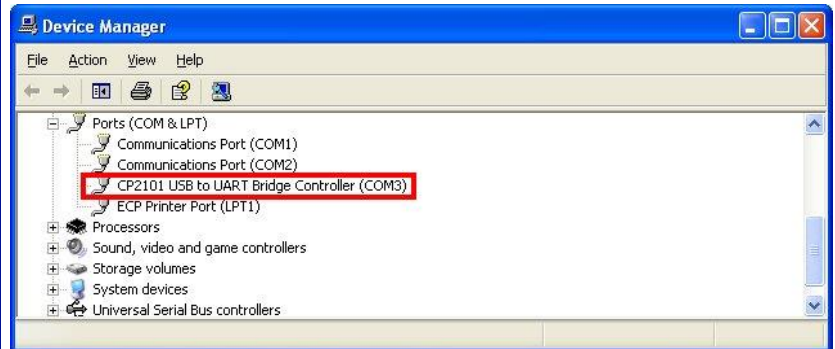 Device Manager
File Action View Help
Ports (COM & LPT)
Communications Port (COM1)
Communications Port (COM2)
CP2101 USB to UART Bridge Controller (COM3)
ECP Printer Port (LPT1)
Processors
Sound, video and game controllers
Storage volumes
System devices
Universal Serial Bus controllers